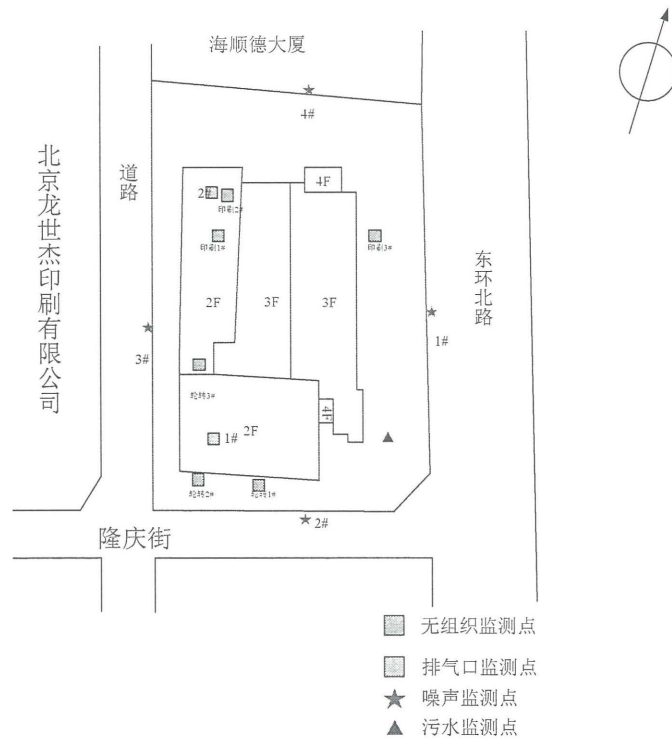 海顺德大厦
4#
北京龙世杰印刷有限公司
道路
东环北路
4F
2#
印刷2#
印刷1#
印刷3#
2F
3F
3F
3#
1#
轮转3#
4F
1#
2F
轮转2#
轮转1#
2#
隆庆街
无组织监测点
排气口监测点
噪声监测点
污水监测点